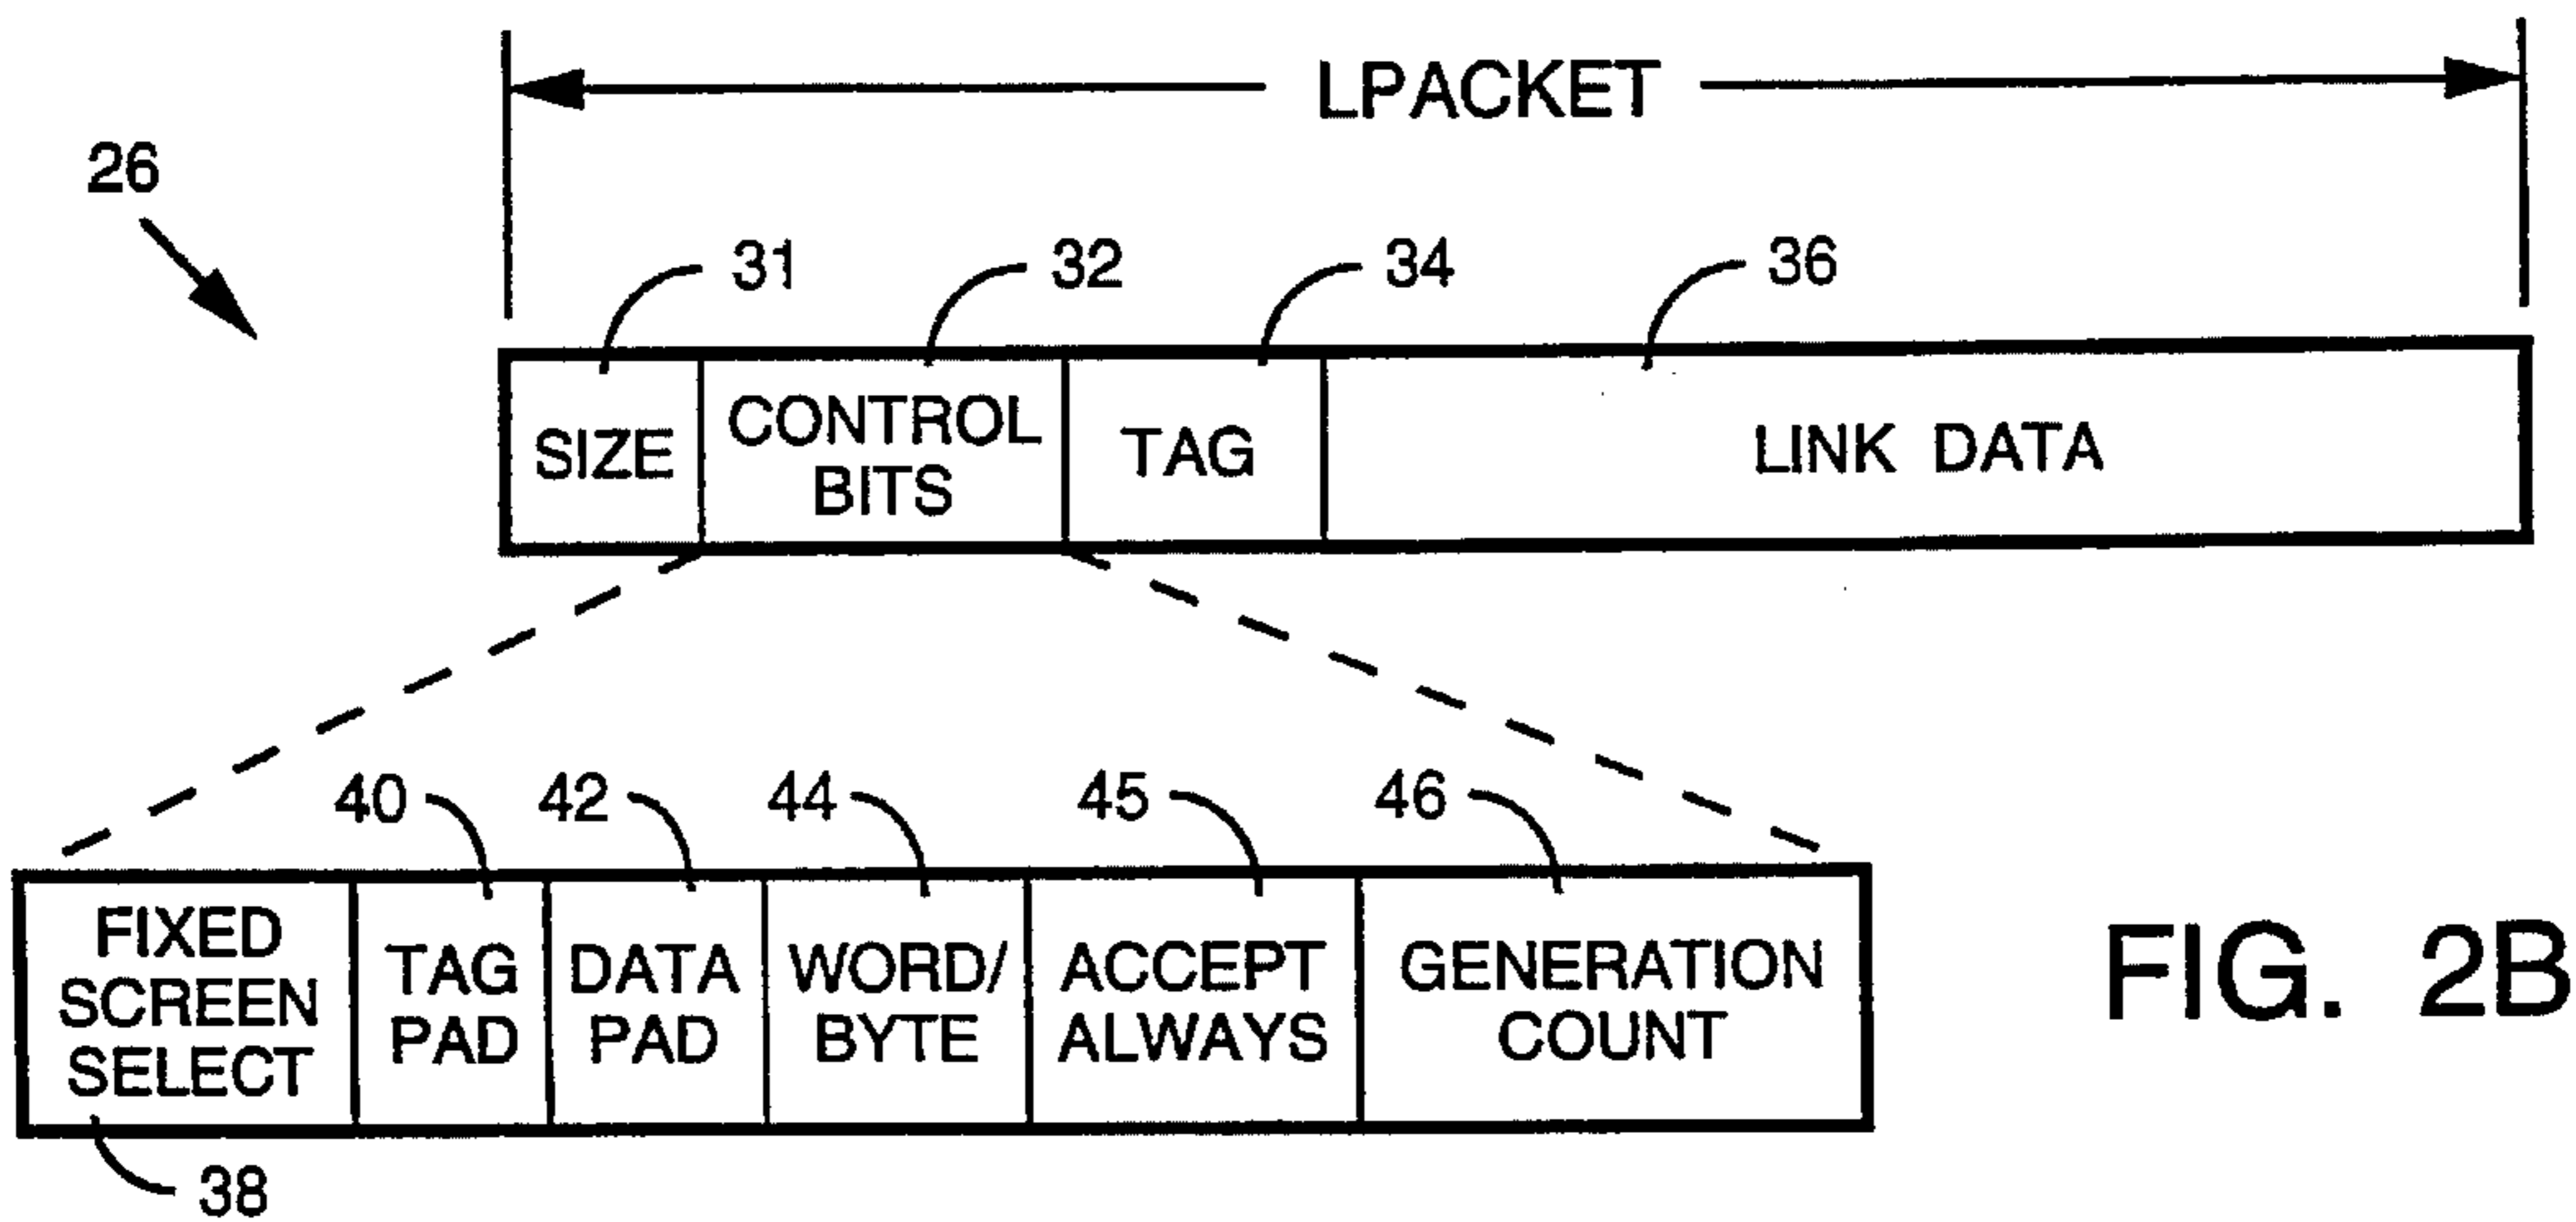 LPACKET
26
31 32 34 36
SIZE
CONTROL
BITS
TAG
LINK DATA
40 42 44 45 46
FIXED
SCREEN
SELECT
TAG
PAD
DATA
PAD
WORD/
BYTE
ACCEPT
ALWAYS
GENERATION
COUNT
38
FIG. 2B